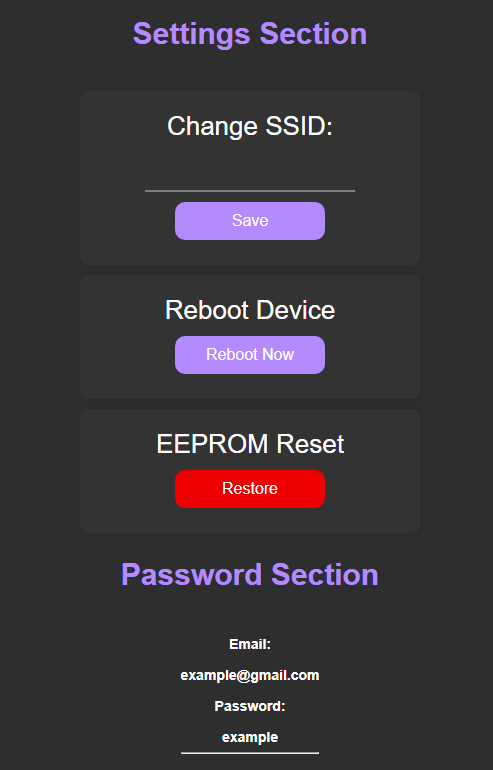 Settings Section
Change SSID:
Save
Reboot Device
Reboot Now
EEPROM Reset
Restore
Password Section
Email:
example@gmail.com
Password:
example